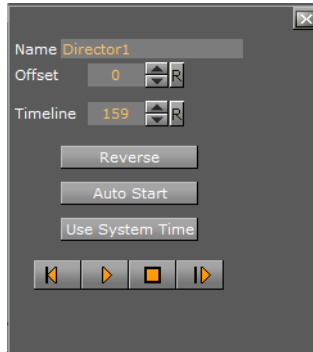 Name Director1
Offset 0 R
Timeline 159 R
Reverse
Auto Start
Use System Time